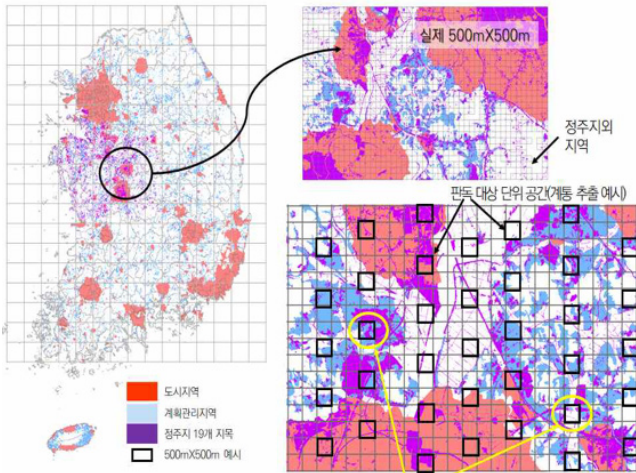 실제 500mX500m
정주지외
지역
판독 대상 단위 공간(계통 추출 예시)
도시지역
계획관리지역
정주지 19개 지목
500mX500m 예시